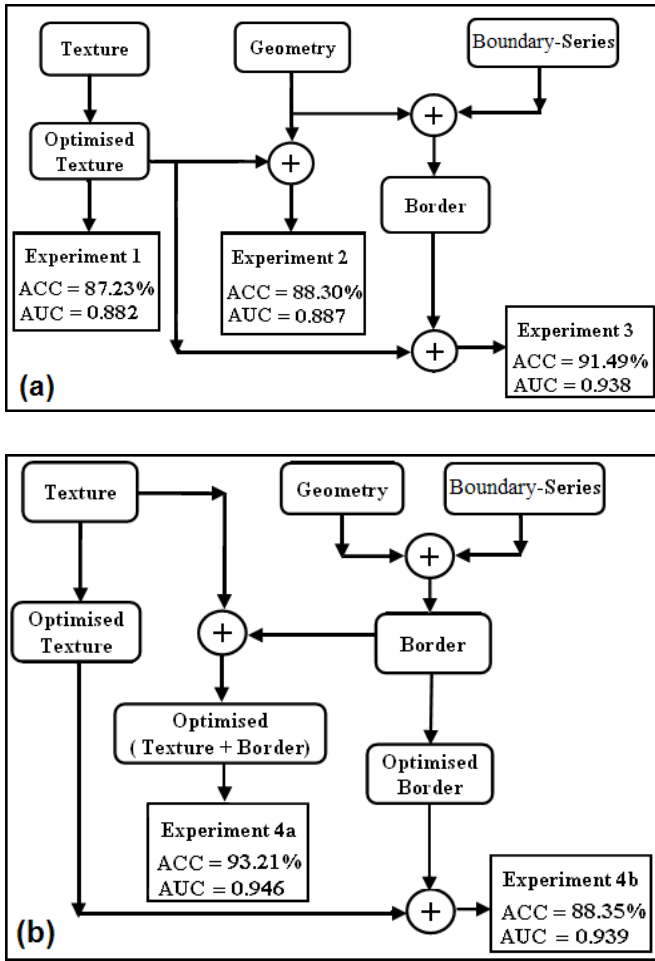 Texture
Geometry
Boundary-Series
+
Optimised
Texture
+
Border
Experiment 1
ACC = 87.23%
AUC = 0.882
Experiment 2
ACC = 88.30%
AUC = 0.887
+
Experiment 3
ACC = 91.49%
AUC = 0.938
(a)
Texture
Geometry
Boundary-Series
+
Optimised
Texture
+
Border
Optimised
( Texture + Border)
Optimised
Border
Experiment 4a
ACC = 93.21%
AUC = 0.946
+
Experiment 4b
ACC = 88.35%
AUC = 0.939
(b)